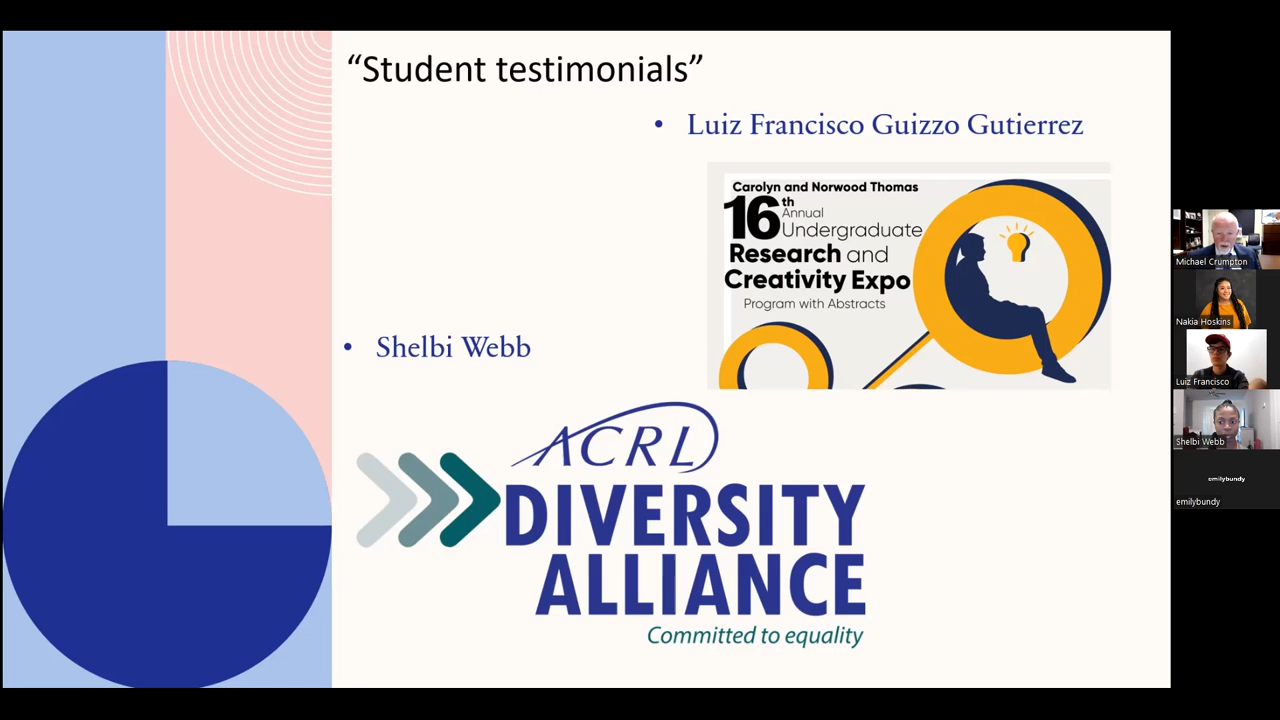 “Student testimonials”
• Luiz Francisco Guizzo Gutierrez
Carolyn and Norwood Thomas
16th Annual
Undergraduate
Research and
Creativity Expo
Program with Abstracts
• Shelbi Webb
ACRL
DIVERSITY
ALLIANCE
Committed to equality
Michael Crumpton
Nakia Hoskins
Luiz Francisco
Shelbi Webb
emilybundy
emilybundy